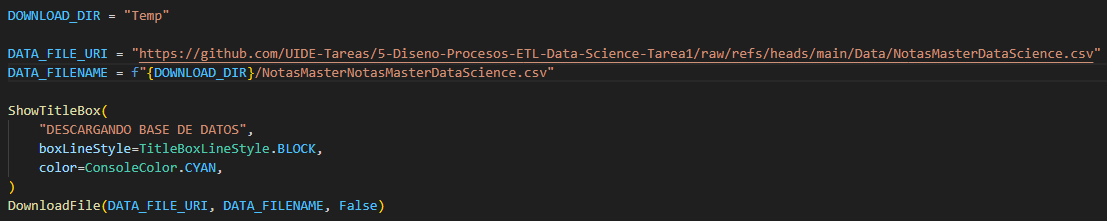 DOWNLOAD_DIR = "Temp"
DATA_FILE_URI = "https://github.com/UIDE-Tareas/5-Diseno-Procesos-ETL-Data-Science-Tarea1/raw/refs/heads/main/Data/NotasMasterDataScience.csv"
DATA_FILENAME = f"{DOWNLOAD_DIR}/NotasMasterNotasMasterDataScience.csv"
ShowTitleBox(
    "DESCARGANDO BASE DE DATOS",
    boxLineStyle=TitleBoxLineStyle.BLOCK,
    color=ConsoleColor.CYAN,
)
DownloadFile(DATA_FILE_URI, DATA_FILENAME, False)